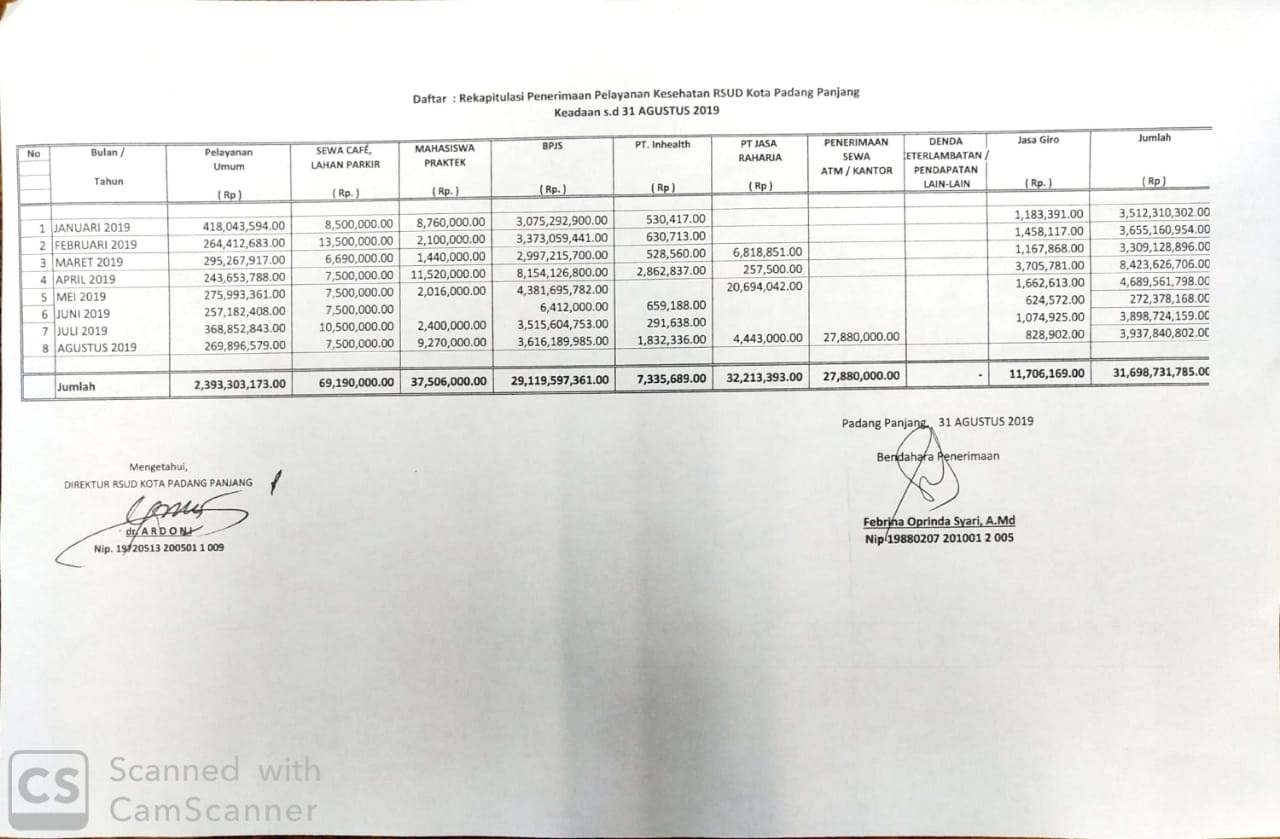 Daftar : Rekapitulasi Penerimaan Pelayanan Kesehatan RSUD Kota Padang Panjang
Keadaan s.d 31 AGUSTUS 2019
No Bulan / Tahun Pelayanan Umum ( Rp ) SEWA CAFÉ, LAHAN PARKIR ( Rp. ) MAHASISWA PRAKTEK ( Rp. ) BPJS ( Rp. ) PT. Inhealth ( Rp ) PT JASA RAHARJA ( Rp ) PENERIMAAN SEWA ATM / KANTOR DENDA ETERLAMBATAN / PENDAPATAN LAIN-LAIN Jasa Giro ( Rp. ) Jumlah ( Rp )
1 JANUARI 2019 418,043,594.00 8,500,000.00 8,760,000.00 3,075,292,900.00 530,417.00 1,183,391.00 3,512,310,302.00
2 FEBRUARI 2019 264,412,683.00 13,500,000.00 2,100,000.00 3,373,059,441.00 630,713.00 1,458,117.00 3,655,160,954.00
3 MARET 2019 295,267,917.00 6,690,000.00 1,440,000.00 2,997,215,700.00 528,560.00 6,818,851.00 1,167,868.00 3,309,128,896.00
4 APRIL 2019 243,653,788.00 7,500,000.00 11,520,000.00 8,154,126,800.00 2,862,837.00 257,500.00 3,705,781.00 8,423,626,706.00
5 MEI 2019 275,993,361.00 7,500,000.00 2,016,000.00 4,381,695,782.00 20,694,042.00 1,662,613.00 4,689,561,798.00
6 JUNI 2019 257,182,408.00 7,500,000.00 6,412,000.00 659,188.00 624,572.00 272,378,168.00
7 JULI 2019 368,852,843.00 10,500,000.00 2,400,000.00 3,515,604,753.00 291,638.00 1,074,925.00 3,898,724,159.00
8 AGUSTUS 2019 269,896,579.00 7,500,000.00 9,270,000.00 3,616,189,985.00 1,832,336.00 4,443,000.00 27,880,000.00 828,902.00 3,937,840,802.00
Jumlah 2,393,303,173.00 69,190,000.00 37,506,000.00 29,119,597,361.00 7,335,689.00 32,213,393.00 27,880,000.00 - 11,706,169.00 31,698,731,785.00
Padang Panjang, 31 AGUSTUS 2019
Bendahara Penerimaan
Febrina Oprinda Syari, A.Md
Nip 19880207 201001 2 005
Mengetahui,
DIREKTUR RSUD KOTA PADANG PANJANG
dr. ARDONI
Nip. 19720513 200501 1 009
CS Scanned with
CamScanner